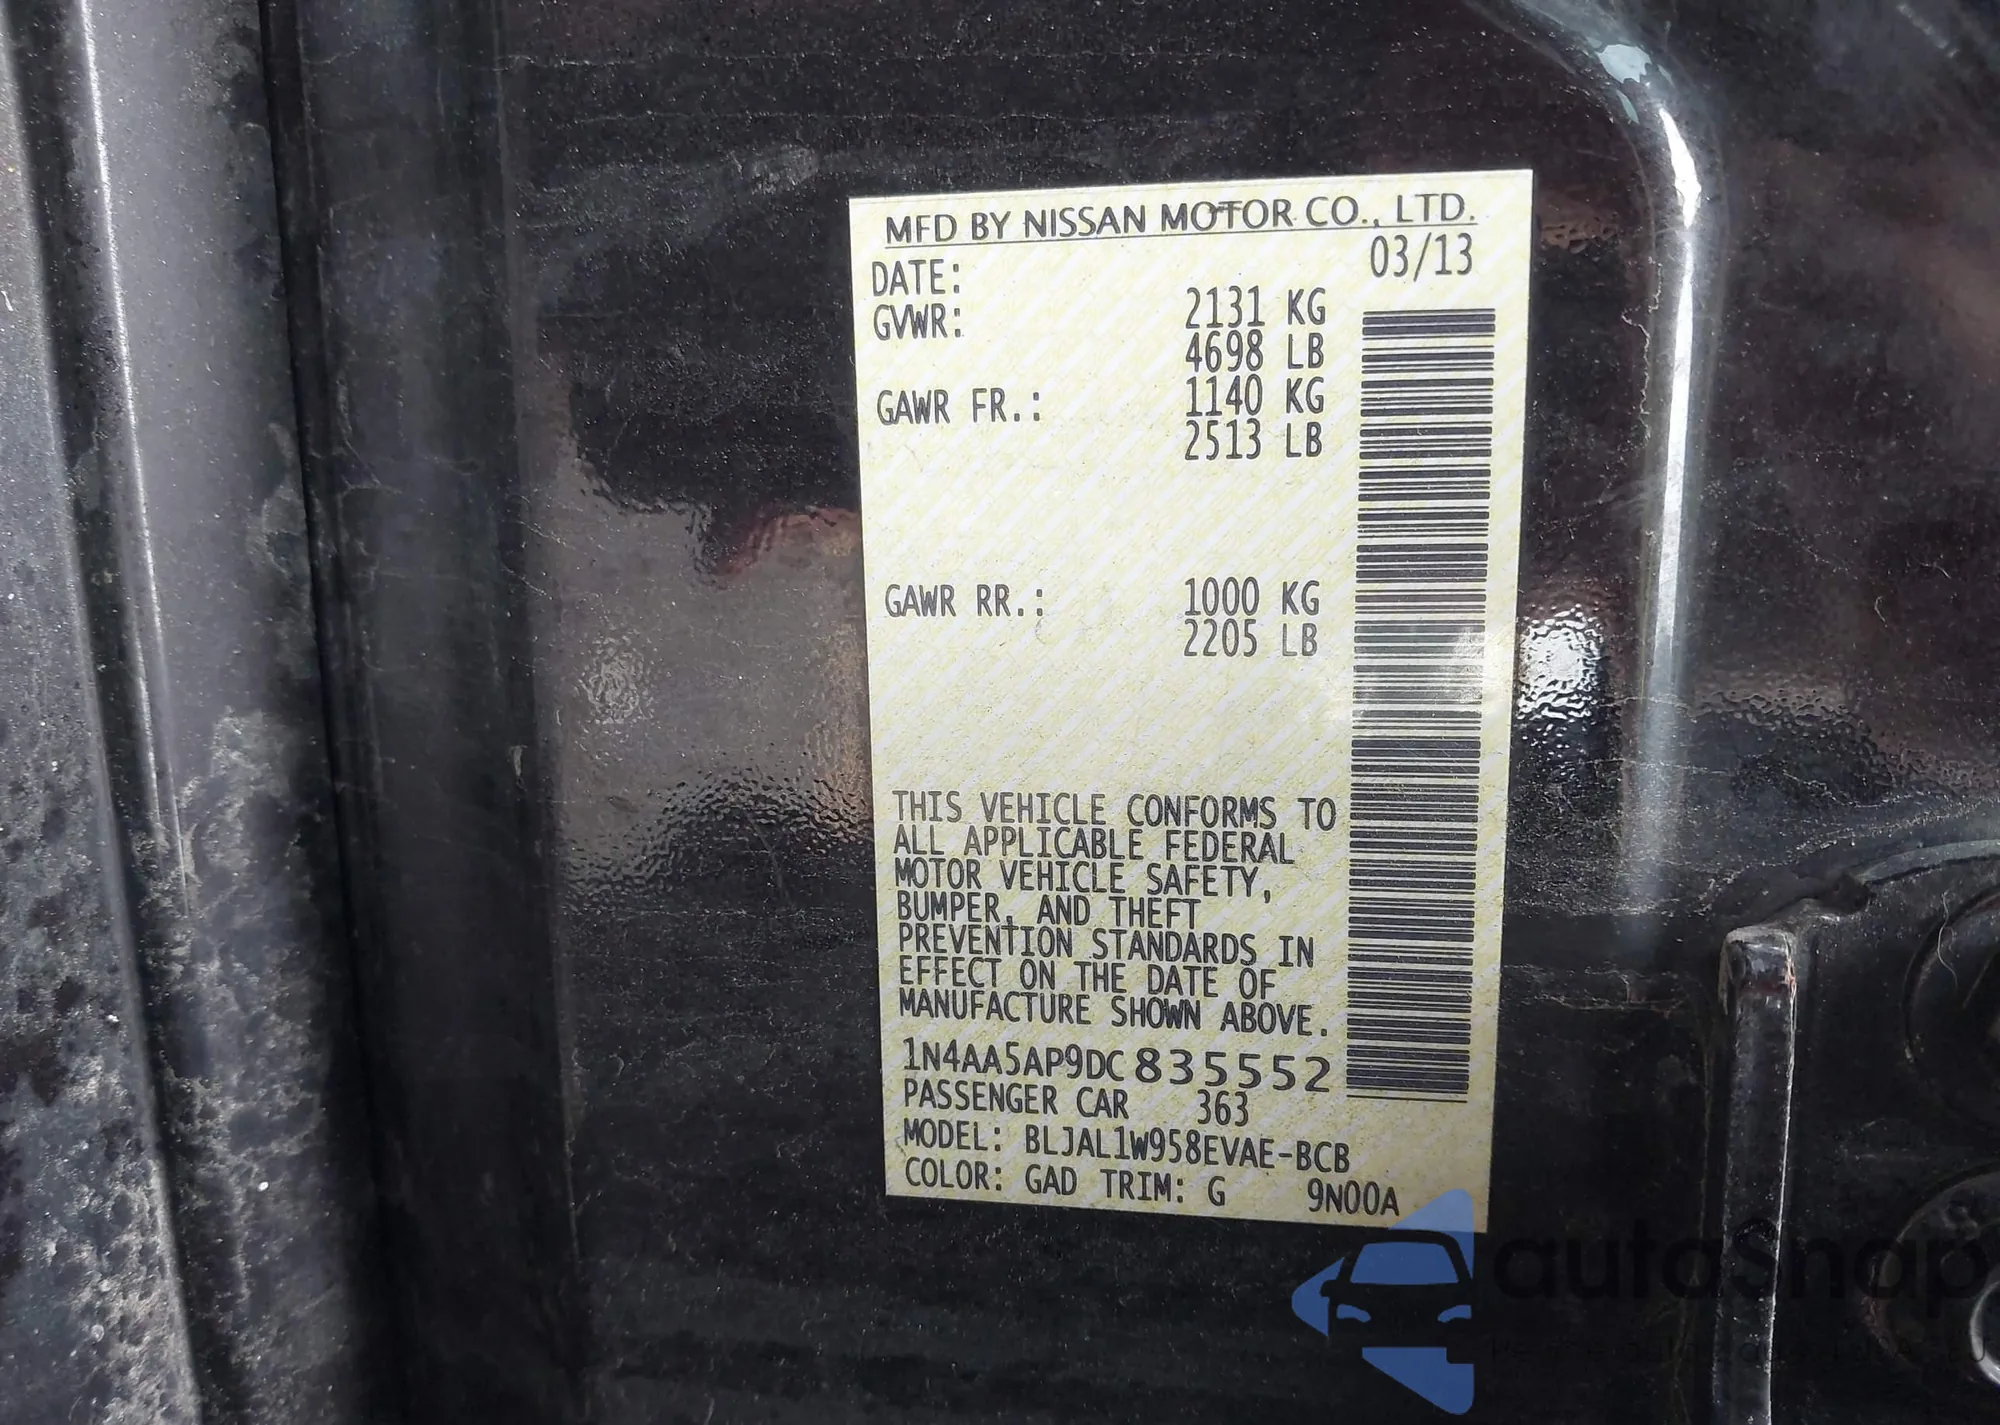 MFD BY NISSAN MOTOR CO., LTD.
DATE: 03/13
GVWR: 2131 KG
4698 LB
GAWR FR.: 1140 KG
2513 LB
GAWR RR.: 1000 KG
2205 LB
THIS VEHICLE CONFORMS TO
ALL APPLICABLE FEDERAL
MOTOR VEHICLE SAFETY,
BUMPER, AND THEFT
PREVENTION STANDARDS IN
EFFECT ON THE DATE OF
MANUFACTURE SHOWN ABOVE.
1N4AA5AP9DC835552
PASSENGER CAR 363
MODEL: BLJAL1W958EVAE-BCB
COLOR: GAD TRIM: G 9N00A
autoSnap